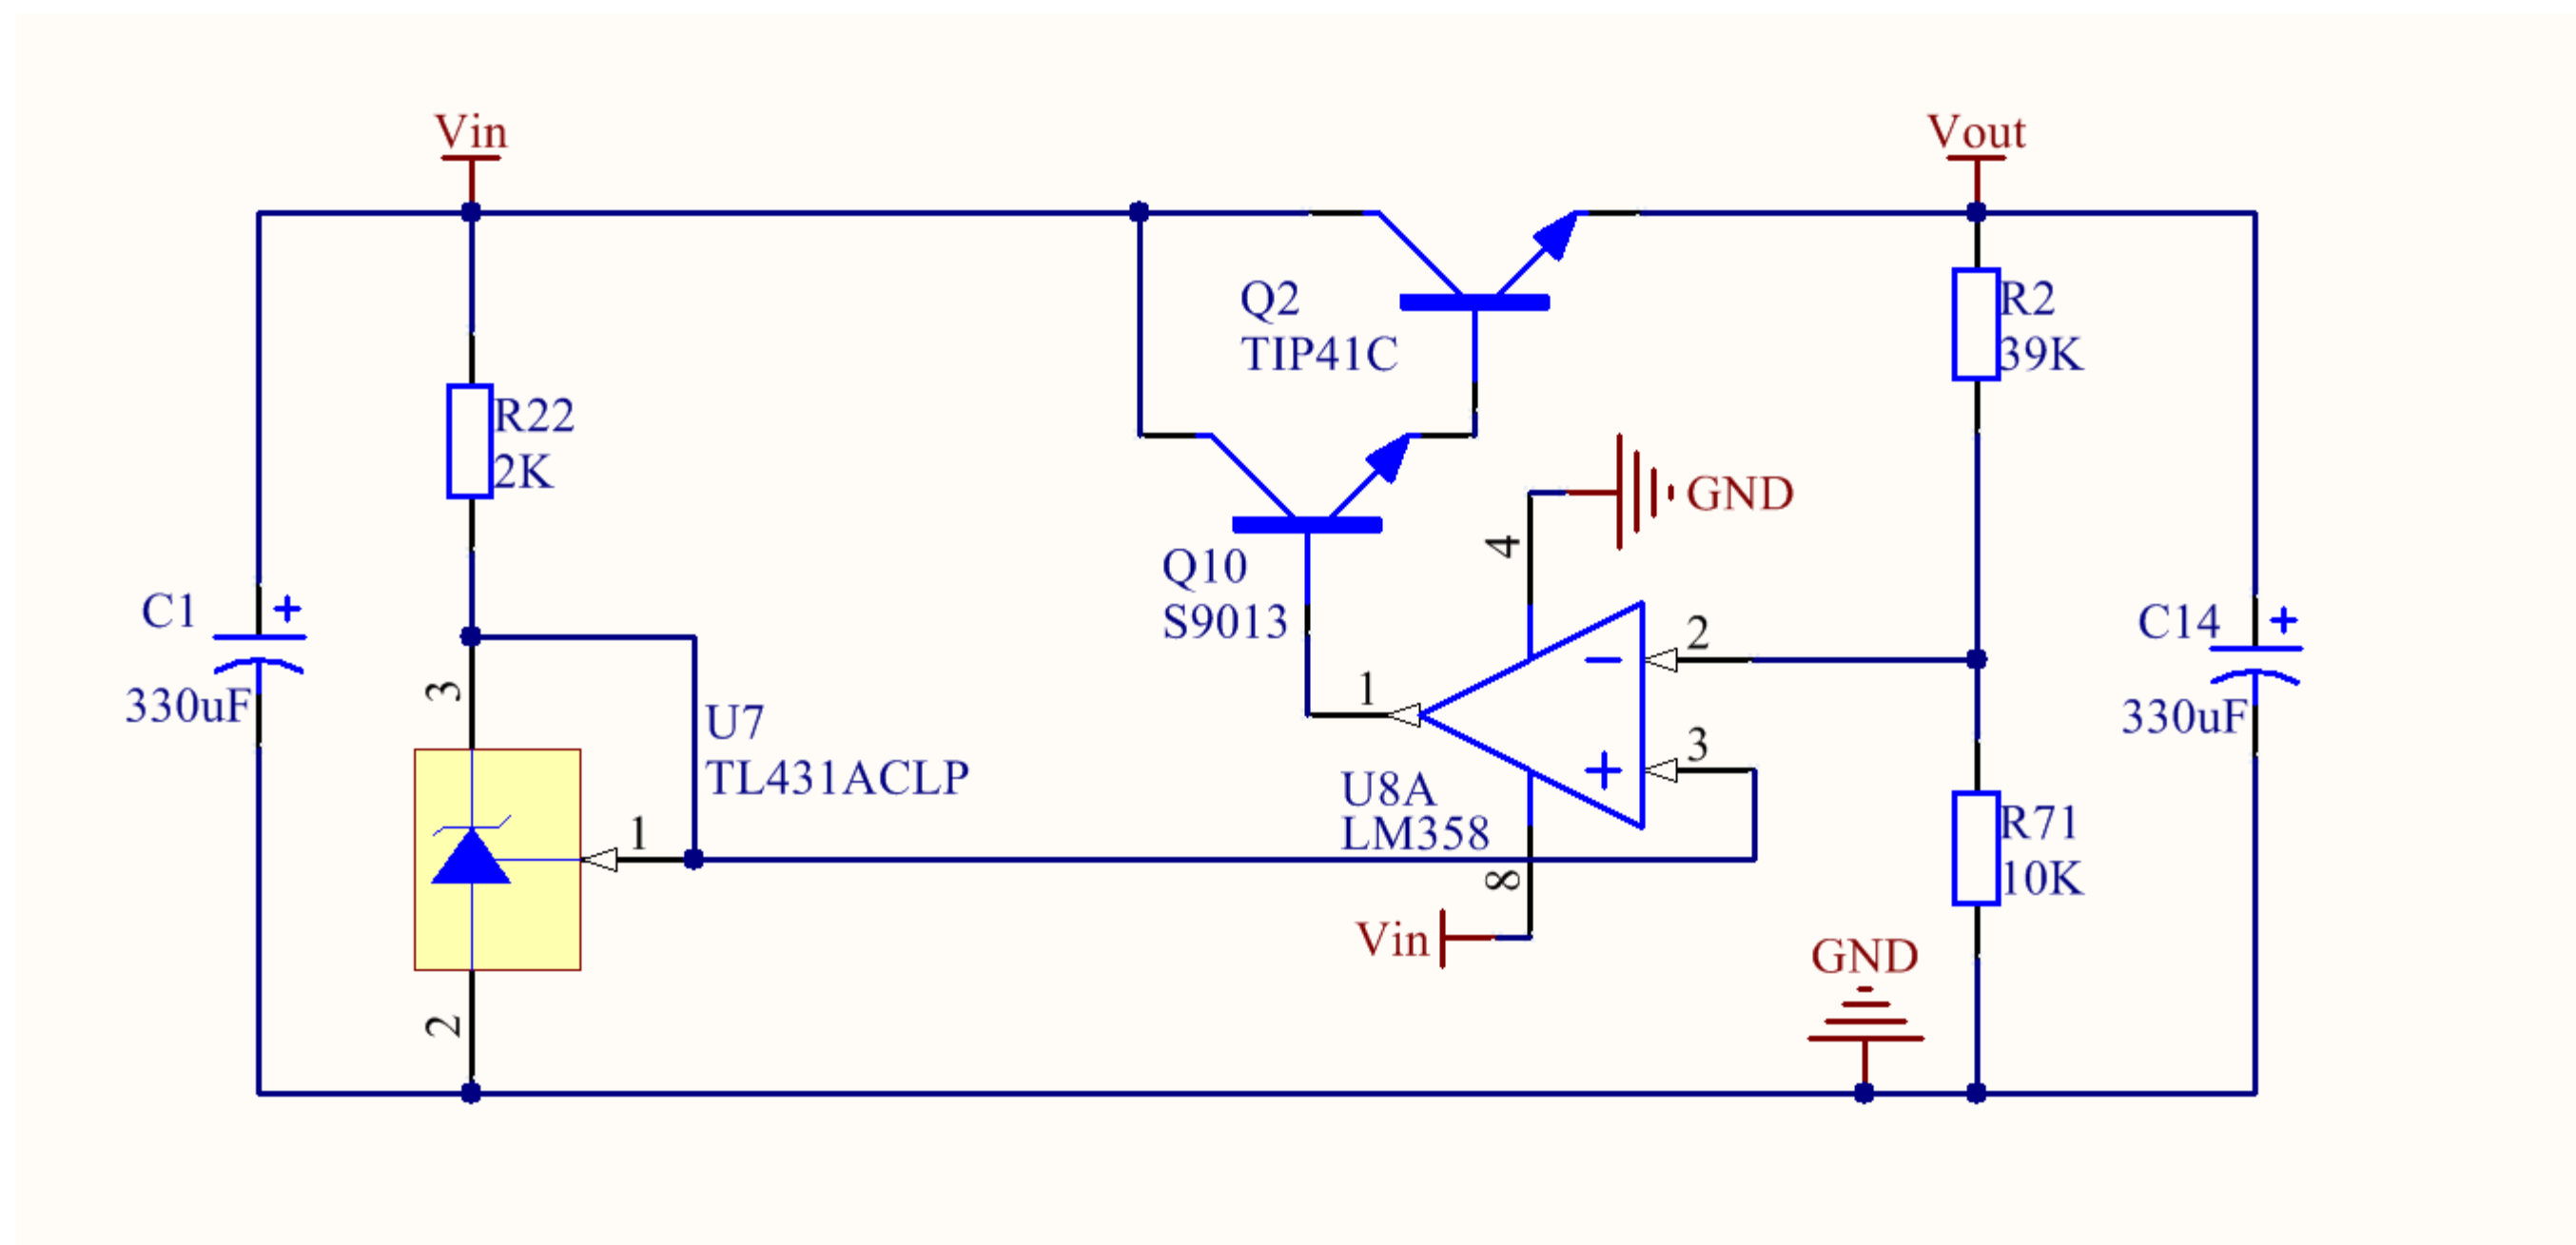 Vin
Vout
Q2
TIP41C
R2
39K
R22
2K
GND
4
Q10
S9013
C1
330uF
3
U7
TL431ACLP
1
1
2
3
U8A
LM358
8
Vin
C14
330uF
R71
10K
GND
2